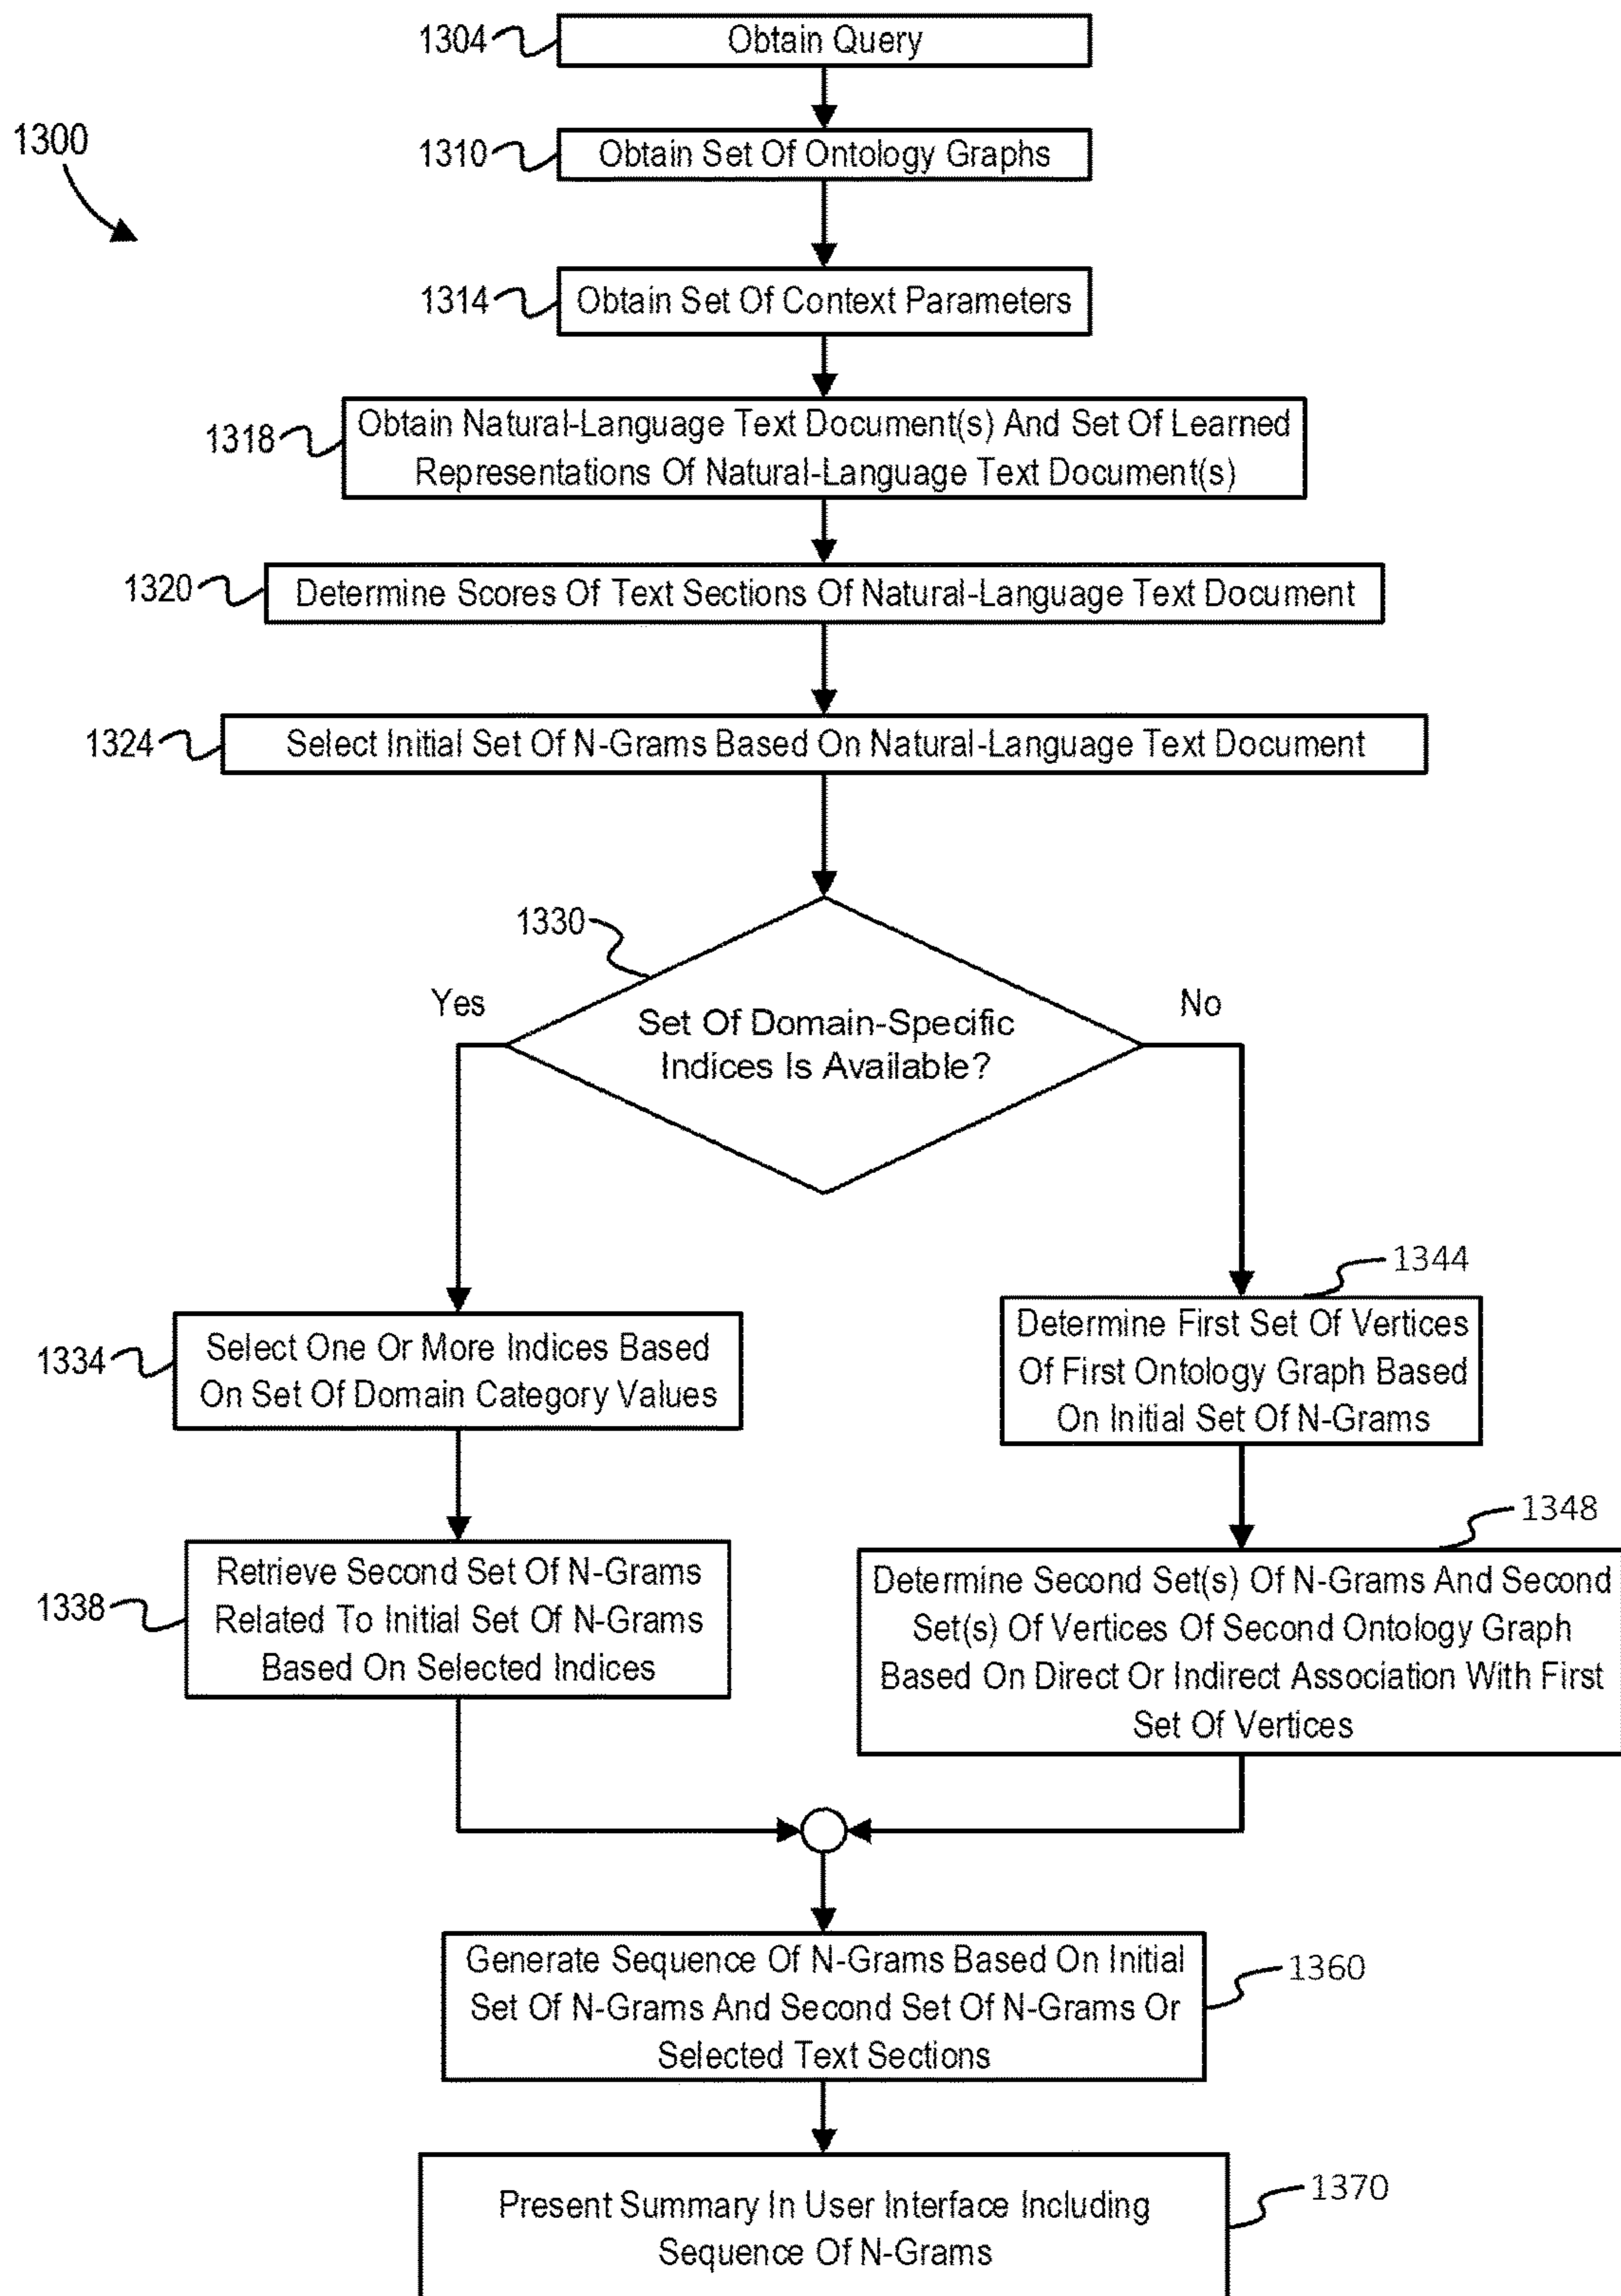 1304
Obtain Query
1300
1310
Obtain Set Of Ontology Graphs
1314
Obtain Set Of Context Parameters
1318
Obtain Natural-Language Text Document(s) And Set Of Learned
Representations Of Natural-Language Text Document(s)
1320
Determine Scores Of Text Sections Of Natural-Language Text Document
1324
Select Initial Set Of N-Grams Based On Natural-Language Text Document
1330
Yes
No
Set Of Domain-Specific
Indices Is Available?
1334
Select One Or More Indices Based
On Set Of Domain Category Values
1344
Determine First Set Of Vertices
Of First Ontology Graph Based
On Initial Set Of N-Grams
1338
Retrieve Second Set Of N-Grams
Related To Initial Set Of N-Grams
Based On Selected Indices
1348
Determine Second Set(s) Of N-Grams And Second
Set(s) Of Vertices Of Second Ontology Graph
Based On Direct Or Indirect Association With First
Set Of Vertices
Generate Sequence Of N-Grams Based On Initial
Set Of N-Grams And Second Set Of N-Grams Or
Selected Text Sections
1360
Present Summary In User Interface Including
Sequence Of N-Grams
1370